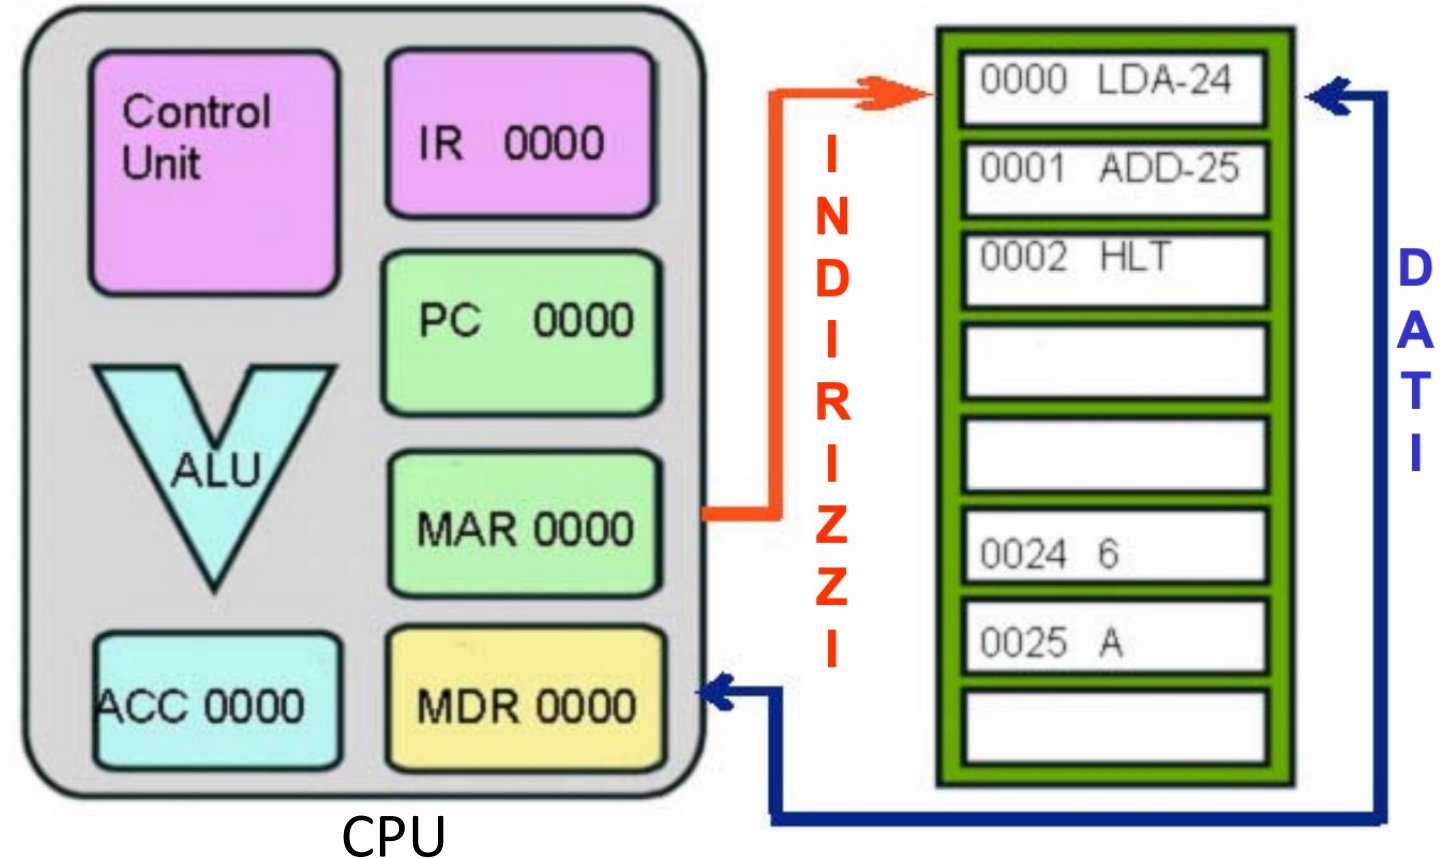 Control
Unit
IR 0000
PC 0000
ALU
MAR 0000
ACC 0000
MDR 0000
CPU
INDIRIZZI
0000 LDA-24
0001 ADD-25
0002 HLT
0024 6
0025 A
DATI